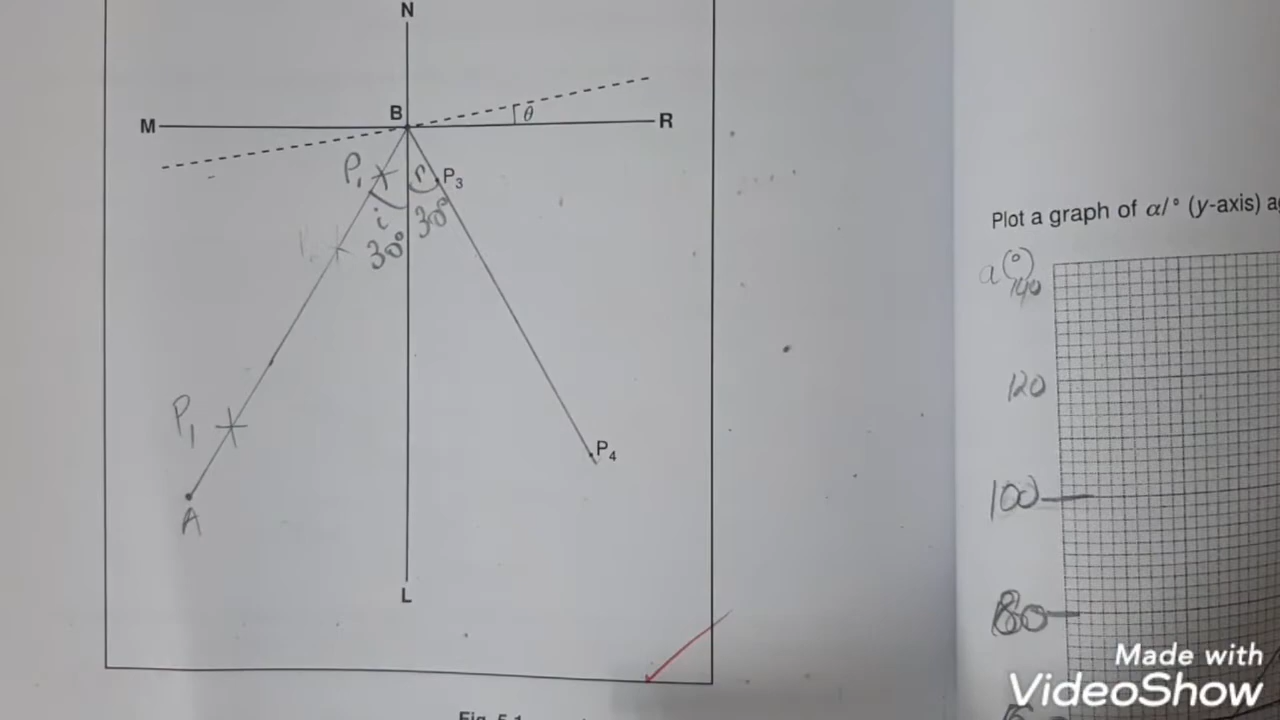 N
M
B
θ
R
P1
r
P3
i
30°
30°
P1
P4
A
L
Plot a graph of α/° (y-axis)
a(°)
140
120
100
80
Made with
VideoShow